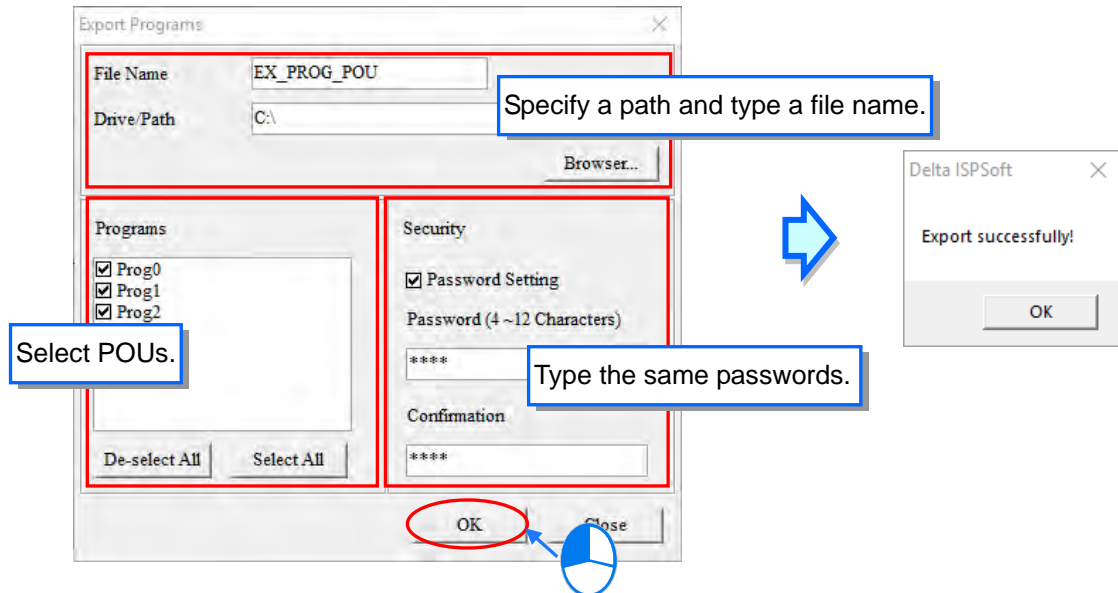 Export Programs
File Name
EX_PROG_POU
Drive/Path
C:\
Specify a path and type a file name.
Browser...
Programs
Prog0
Prog1
Prog2
Select POUs.
De-select All
Select All
Security
Password Setting
Password (4 ~12 Characters)
****
Type the same passwords.
Confirmation
****
OK
Close
Delta ISPSoft
Export successfully!
OK